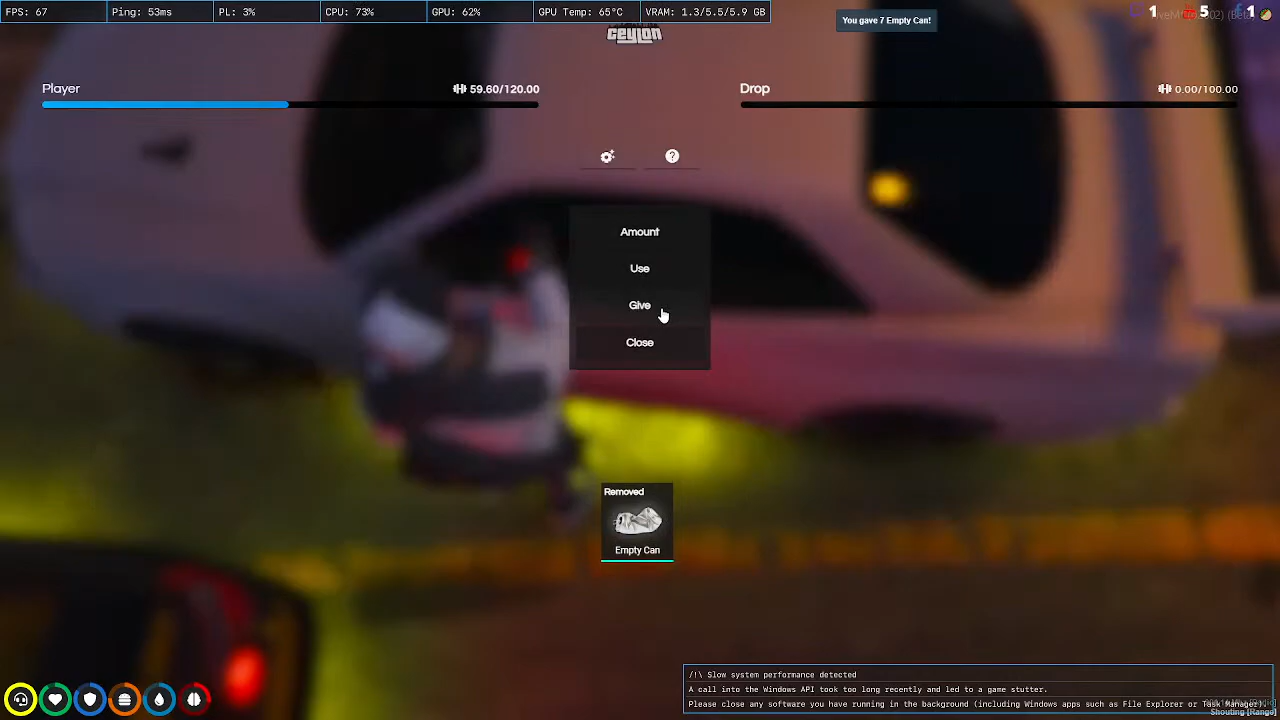 FPS: 67 Ping: 53ms PL: 3% CPU: 73% GPU: 62% GPU Temp: 65°C VRAM: 1.3/5.5/5.9 GB
1 5 1
You gave 7 Empty Can!
CEYLON
Player 59.60/120.00 Drop 0.00/100.00
?
Amount
Use
Give
Close
Removed
Empty Can
/!\ Slow system performance detected
A call into the Windows API took too long recently and led to a game stutter.
Please close any software you have running in the background (including Windows apps such as File Explorer or Task Manager).
Shouting [Range]